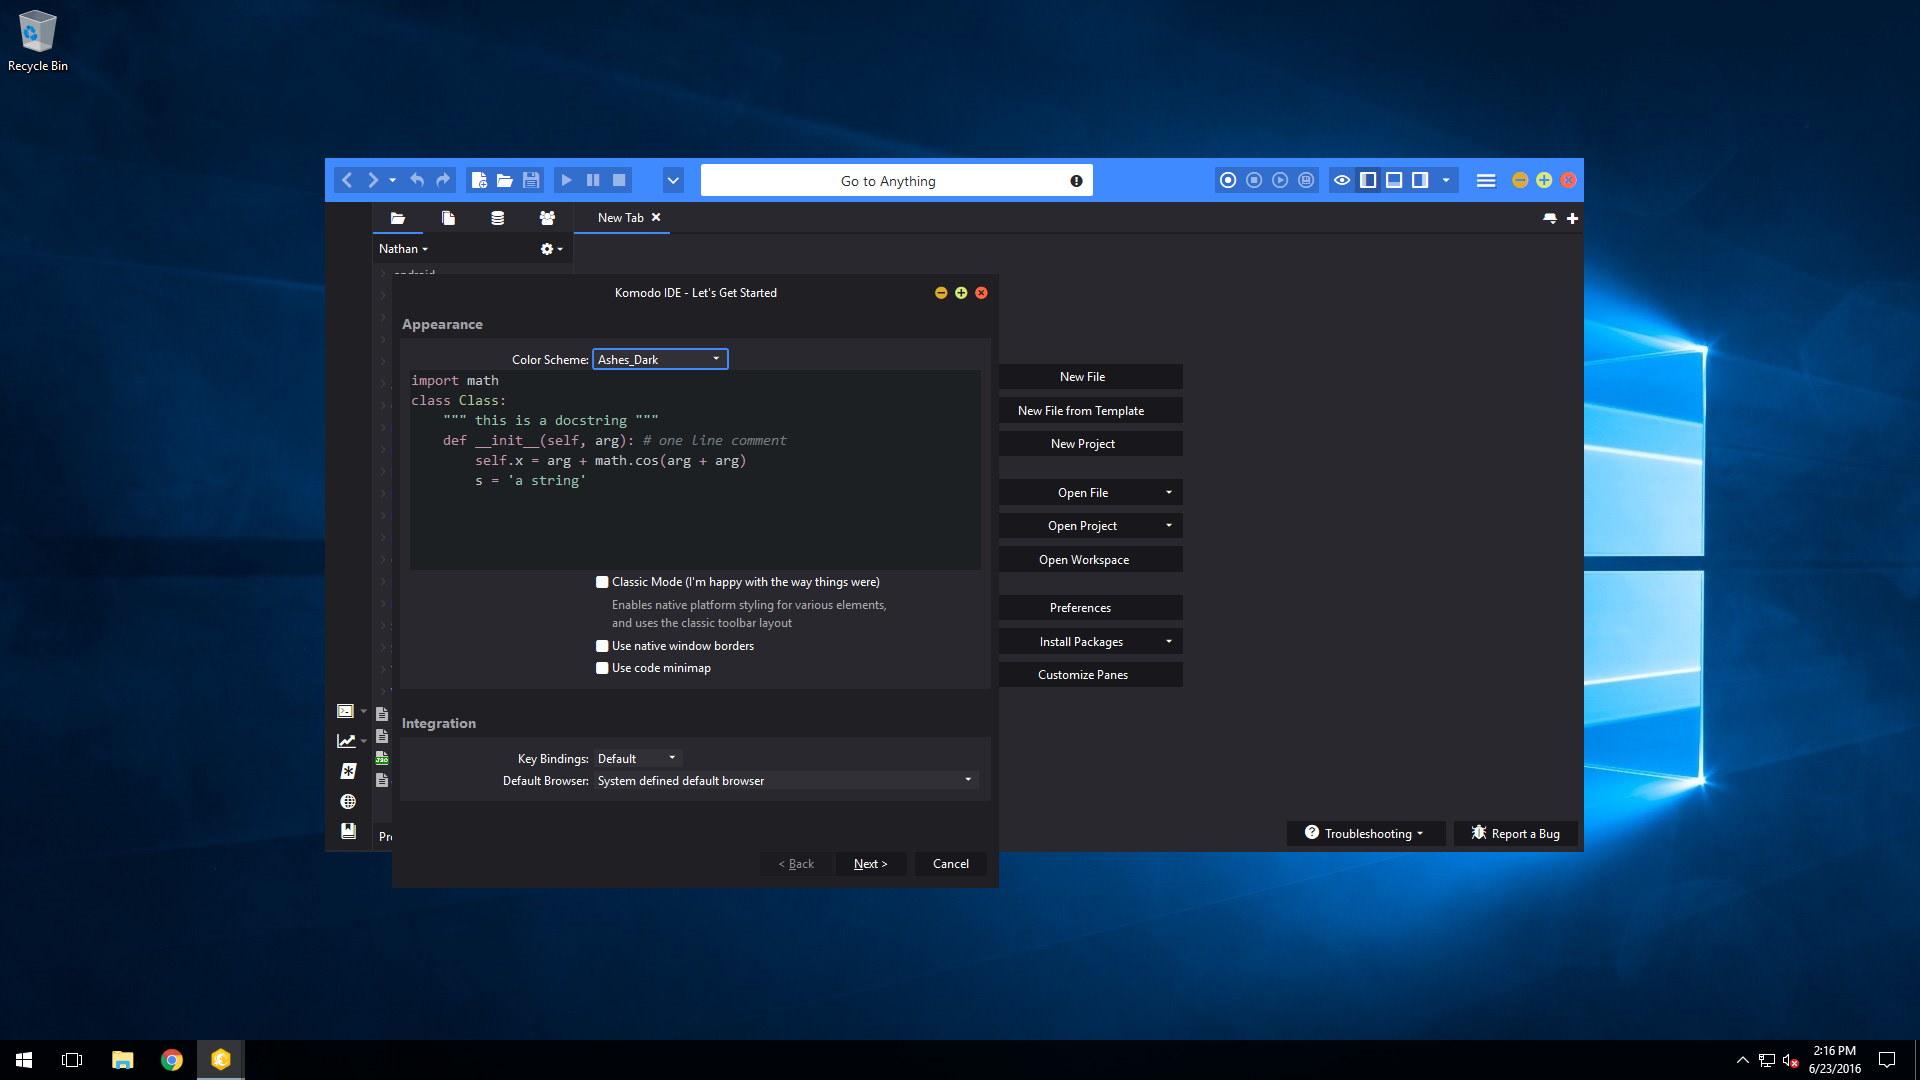 Recycle Bin
Go to Anything
New Tab
Nathan
android
Komodo IDE - Let's Get Started
Appearance
Color Scheme: Ashes_Dark
import math
class Class:
""" this is a docstring """
def __init__(self, arg): # one line comment
self.x = arg + math.cos(arg + arg)
s = 'a string'
Classic Mode (I'm happy with the way things were)
Enables native platform styling for various elements,
and uses the classic toolbar layout
Use native window borders
Use code minimap
Integration
Key Bindings: Default
Default Browser: System defined default browser
< Back
Next >
Cancel
New File
New File from Template
New Project
Open File
Open Project
Open Workspace
Preferences
Install Packages
Customize Panes
Troubleshooting
Report a Bug
2:16 PM
6/23/2016